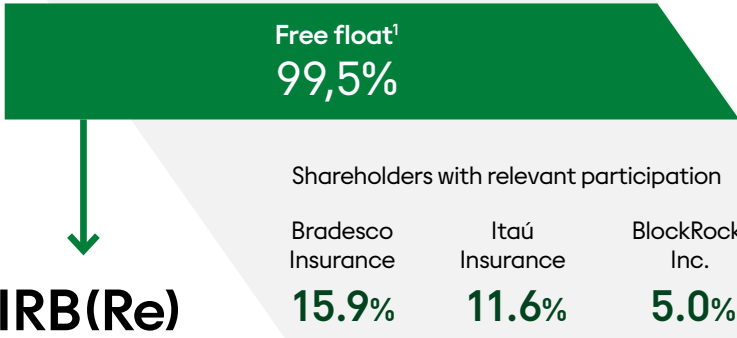 Free float¹
99,5%
Shareholders with relevant participation
Bradesco Insurance
Itaú Insurance
BlockRock Inc.
15.9%
11.6%
5.0%
IRB(Re)